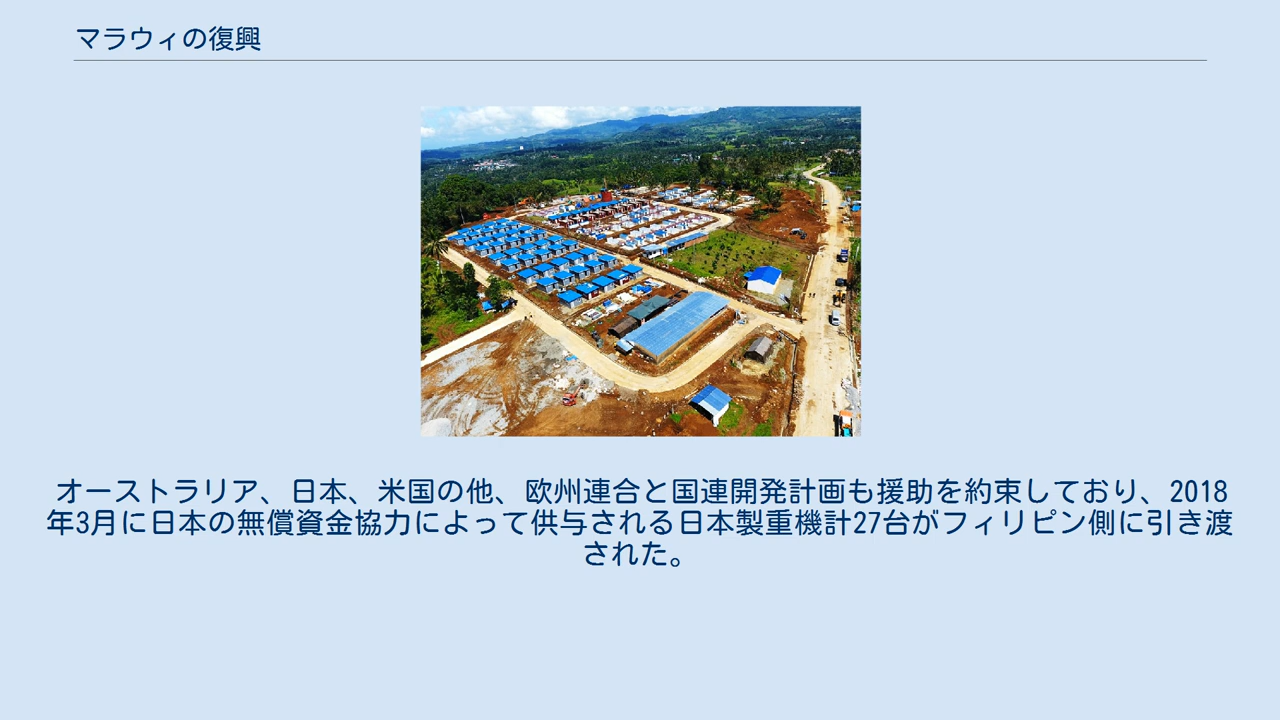 マラウィの復興
オーストラリア、日本、米国の他、欧州連合と国連開発計画も援助を約束しており、2018
年3月に日本の無償資金協力によって供与される日本製重機計27台がフィリピン側に引き渡
された。